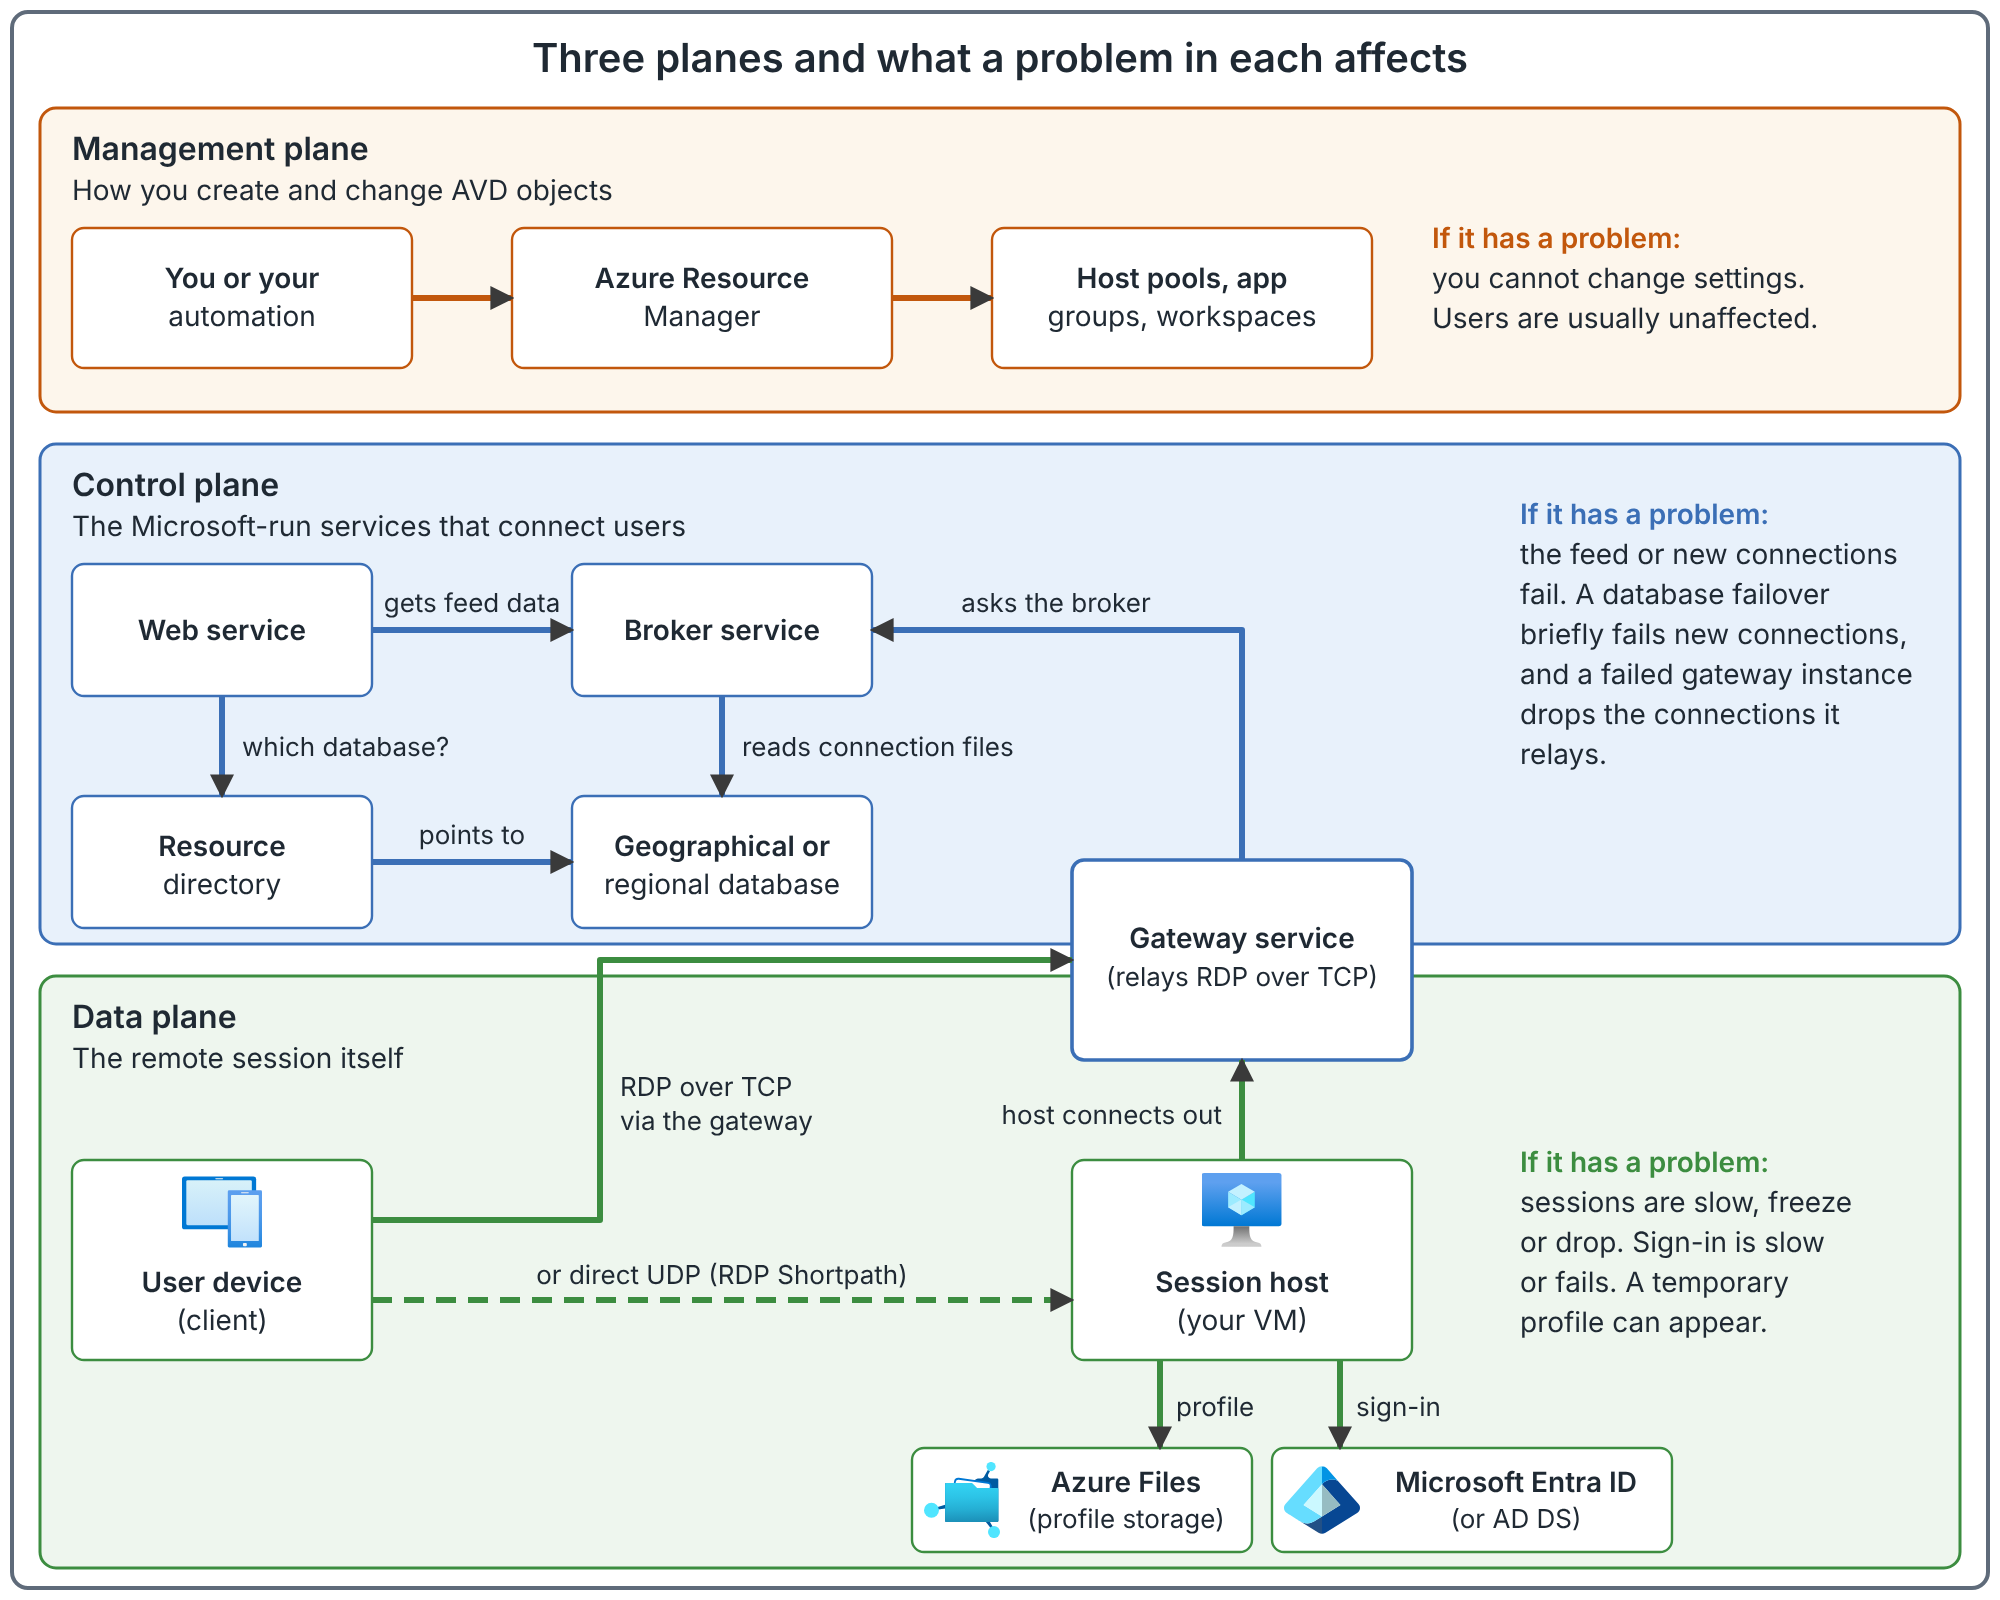 Three planes and what a problem in each affects
Management plane
How you create and change AVD objects
You or your
automation
Azure Resource
Manager
Host pools, app
groups, workspaces
If it has a problem:
you cannot change settings.
Users are usually unaffected.
Control plane
The Microsoft-run services that connect users
Web service
gets feed data
Broker service
asks the broker
which database?
reads connection files
Resource
directory
points to
Geographical or
regional database
If it has a problem:
the feed or new connections
fail. A database failover
briefly fails new connections,
and a failed gateway instance
drops the connections it
relays.
Gateway service
(relays RDP over TCP)
Data plane
The remote session itself
RDP over TCP
via the gateway
host connects out
User device
(client)
or direct UDP (RDP Shortpath)
Session host
(your VM)
If it has a problem:
sessions are slow, freeze
or drop. Sign-in is slow
or fails. A temporary
profile can appear.
profile
sign-in
Azure Files
(profile storage)
Microsoft Entra ID
(or AD DS)